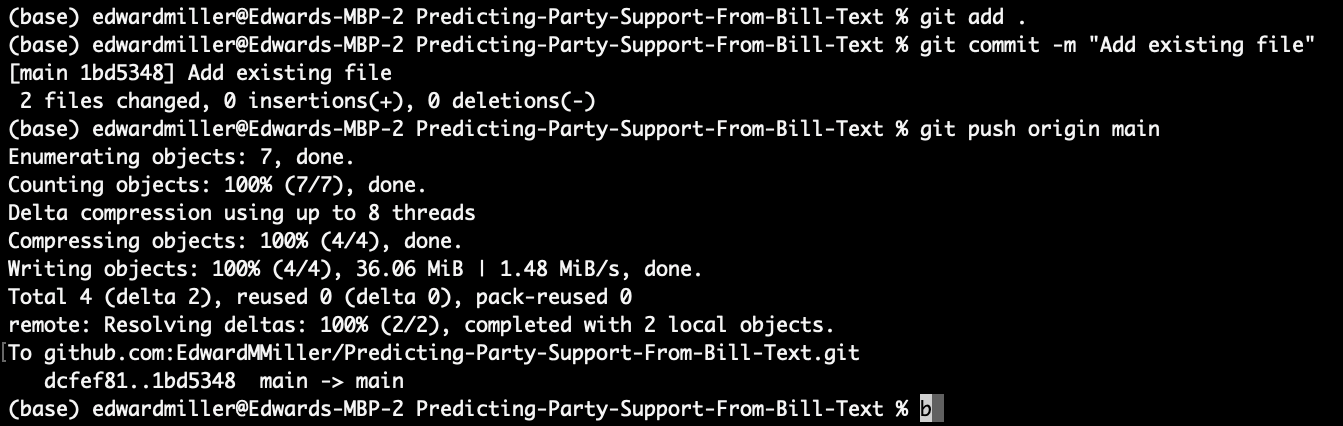 (base) edwardmiller@Edwards-MBP-2 Predicting-Party-Support-From-Bill-Text % git add .
(base) edwardmiller@Edwards-MBP-2 Predicting-Party-Support-From-Bill-Text % git commit -m "Add existing file"
[main 1bd5348] Add existing file
 2 files changed, 0 insertions(+), 0 deletions(-)
(base) edwardmiller@Edwards-MBP-2 Predicting-Party-Support-From-Bill-Text % git push origin main
Enumerating objects: 7, done.
Counting objects: 100% (7/7), done.
Delta compression using up to 8 threads
Compressing objects: 100% (4/4), done.
Writing objects: 100% (4/4), 36.06 MiB | 1.48 MiB/s, done.
Total 4 (delta 2), reused 0 (delta 0), pack-reused 0
remote: Resolving deltas: 100% (2/2), completed with 2 local objects.
To github.com:EdwardMMiller/Predicting-Party-Support-From-Bill-Text.git
   dcfef81..1bd5348  main -> main
(base) edwardmiller@Edwards-MBP-2 Predicting-Party-Support-From-Bill-Text % b